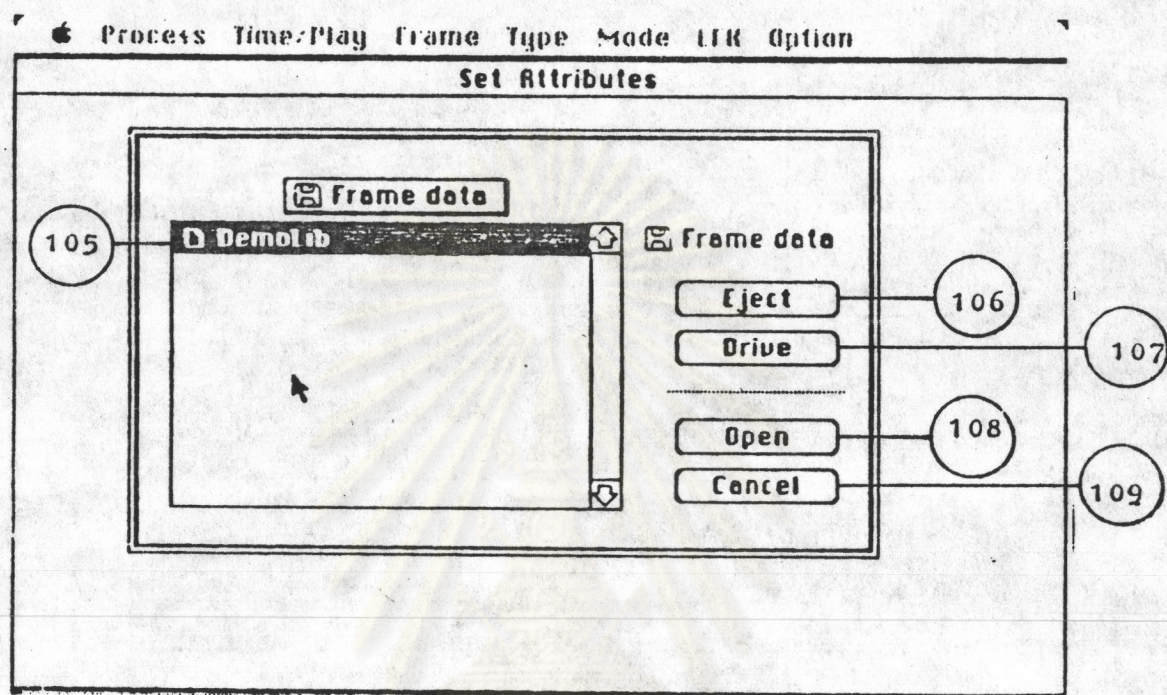 Process Time/Play Frame Type Mode Option
Set Attributes
Frame data
105
DemoLib
Frame data
Eject
106
Drive
107
Open
108
Cancel
109